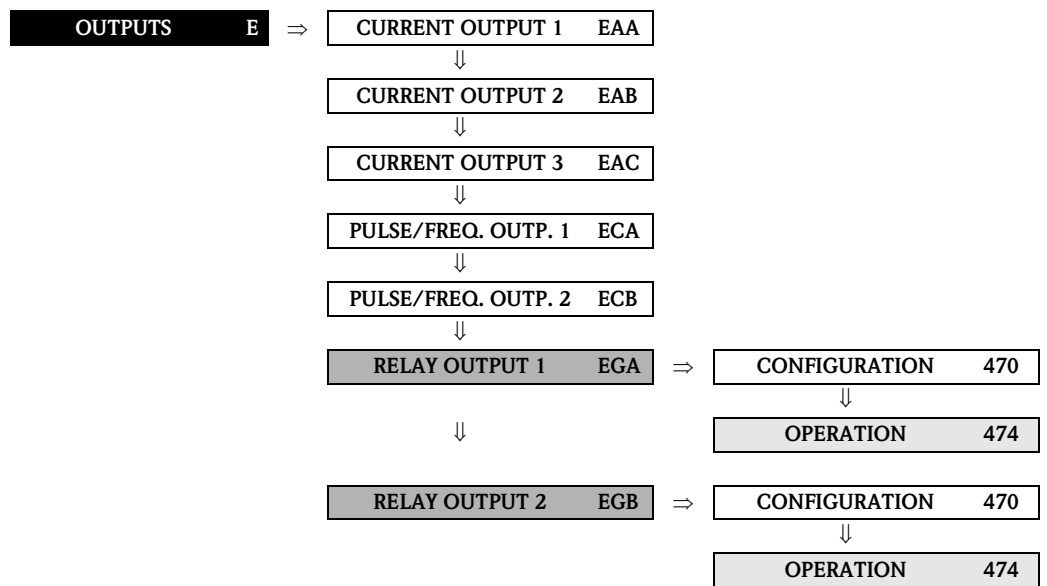 OUTPUTS E ⇒ CURRENT OUTPUT 1 EAA
⇓
CURRENT OUTPUT 2 EAB
⇓
CURRENT OUTPUT 3 EAC
⇓
PULSE/FREQ. OUTP. 1 ECA
⇓
PULSE/FREQ. OUTP. 2 ECB
⇓
RELAY OUTPUT 1 EGA ⇒ CONFIGURATION 470
⇓
⇓ OPERATION 474
RELAY OUTPUT 2 EGB ⇒ CONFIGURATION 470
⇓
OPERATION 474